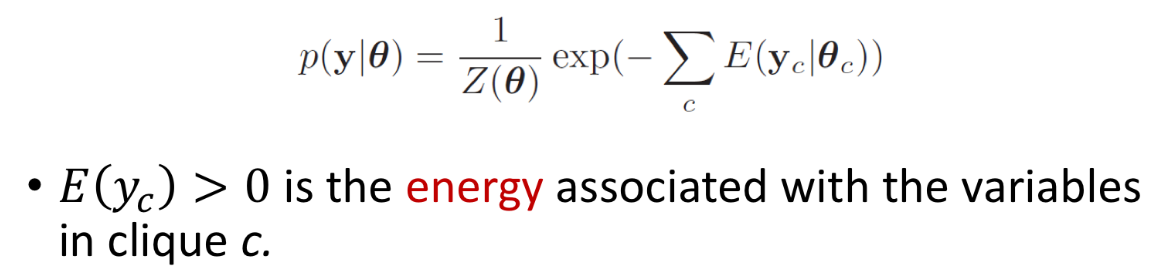 p(𝐲|𝛉) = 1/Z(𝛉) exp(− ∑_c E(𝐲_c|𝛉_c))
• E(y_c) > 0 is the energy associated with the variables
in clique c.